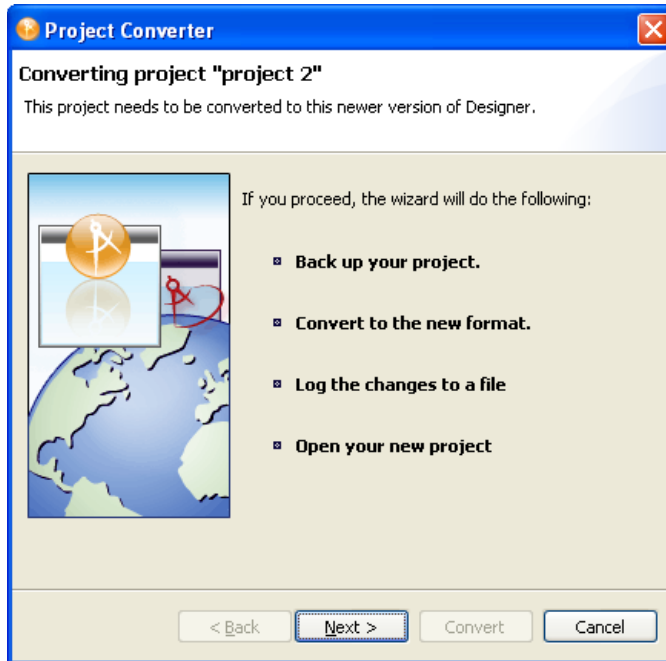 Project Converter
Converting project "project 2"
This project needs to be converted to this newer version of Designer.
If you proceed, the wizard will do the following:
Back up your project.
Convert to the new format.
Log the changes to a file
Open your new project
< Back
Next >
Convert
Cancel